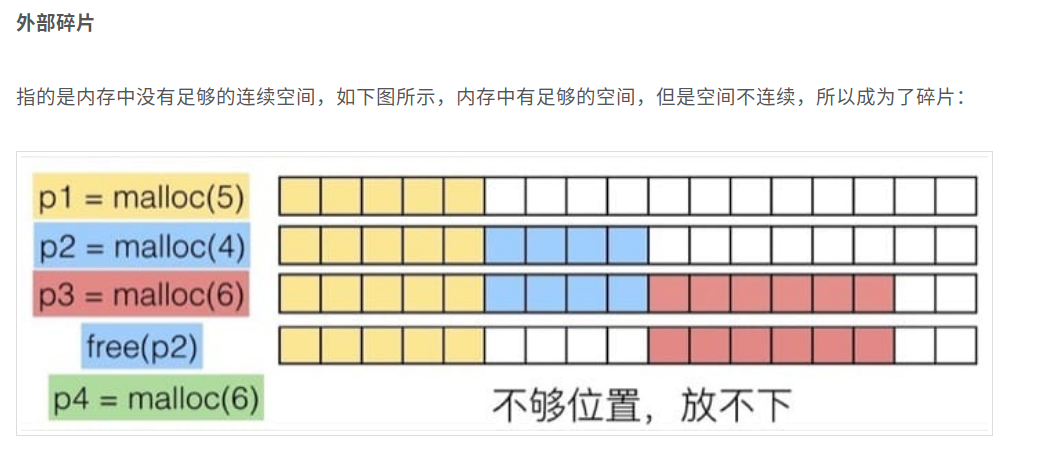 外部碎片
指的是内存中没有足够的连续空间，如下图所示，内存中有足够的空间，但是空间不连续，所以成为了碎片：
p1 = malloc(5)
p2 = malloc(4)
p3 = malloc(6)
free(p2)
p4 = malloc(6)
不够位置，放不下